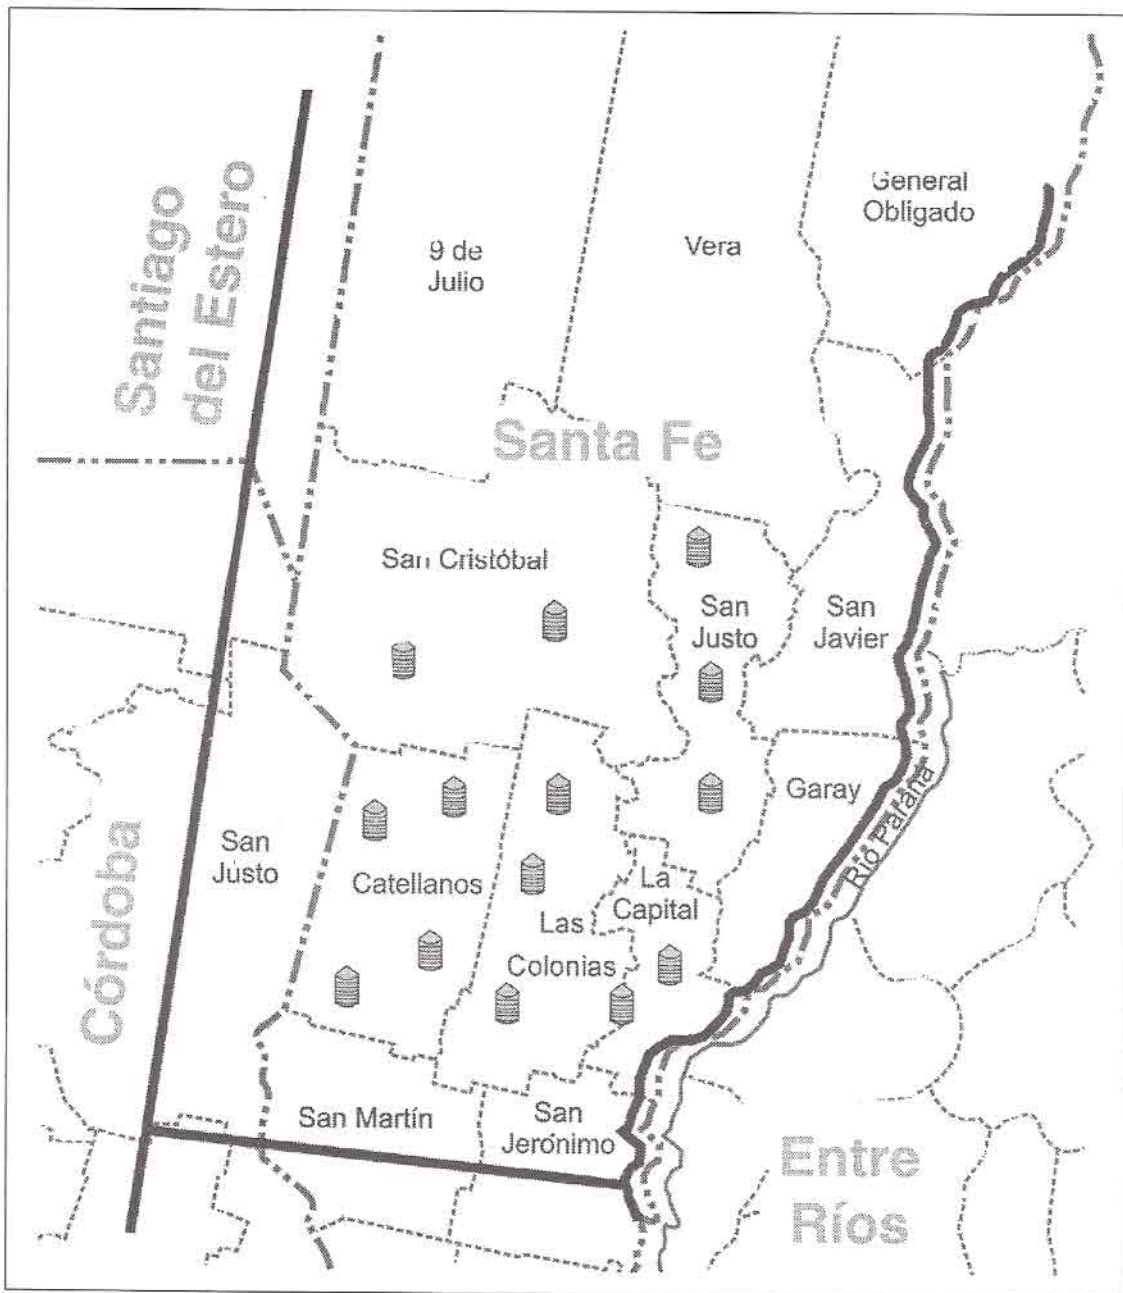 General
Obligado
Santiago
del Estero
9 de
Julio
Vera
Santa Fe
San Cristóbal
San
Justo
San
Javier
Garay
Río Paraná
San
Justo
Catellanos
La
Capital
Las
Colonias
Córdoba
San Martín
San
Jerónimo
Entre
Ríos